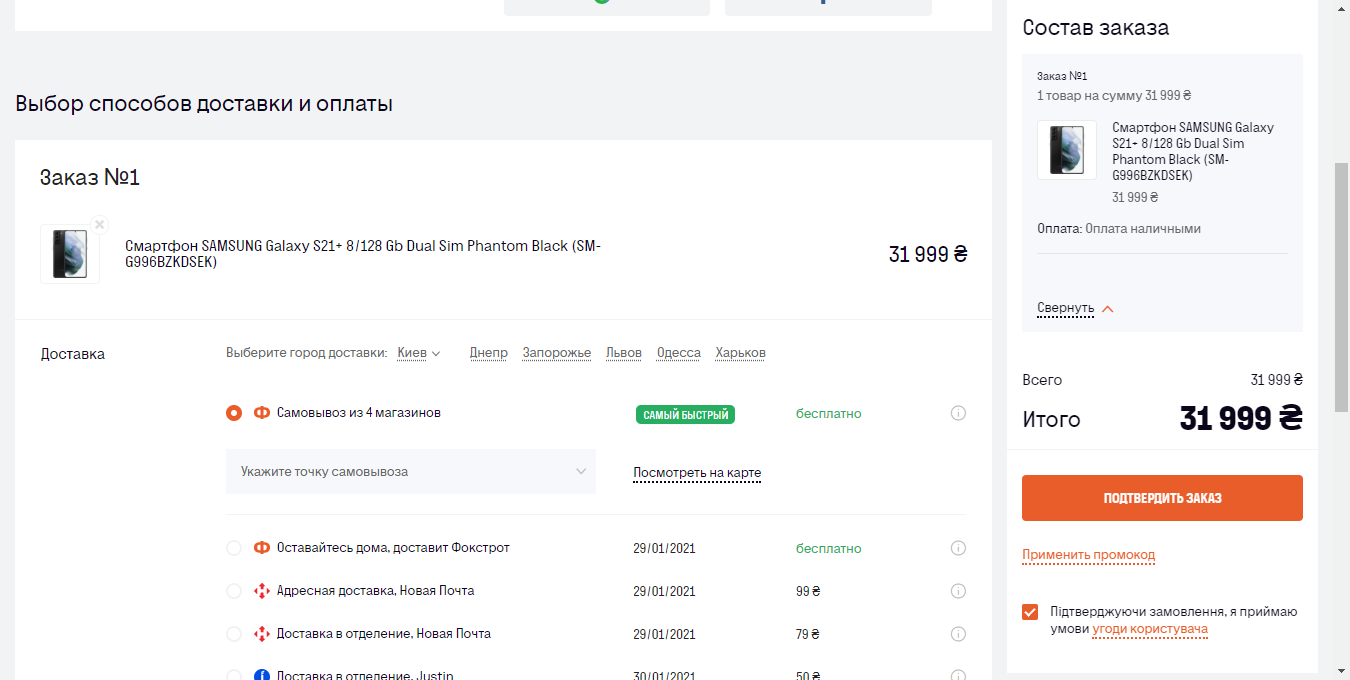 Выбор способов доставки и оплаты
Заказ №1
Смартфон SAMSUNG Galaxy S21+ 8/128 Gb Dual Sim Phantom Black (SM-
G996BZKDSEK)
31 999 ₴
Доставка
Выберите город доставки: Киев Днепр Запорожье Львов Одесса Харьков
Самовывоз из 4 магазинов САМЫЙ БЫСТРЫЙ бесплатно
Укажите точку самовывоза Посмотреть на карте
Оставайтесь дома, доставит Фокстрот 29/01/2021 бесплатно
Адресная доставка, Новая Почта 29/01/2021 99 ₴
Доставка в отделение, Новая Почта 29/01/2021 79 ₴
Доставка в отделение, Justin 30/01/2021 50 ₴
Состав заказа
Заказ №1
1 товар на сумму 31 999 ₴
Смартфон SAMSUNG Galaxy
S21+ 8/128 Gb Dual Sim
Phantom Black (SM-
G996BZKDSEK)
31 999 ₴
Оплата: Оплата наличными
Свернуть
Всего 31 999 ₴
Итого 31 999 ₴
ПОДТВЕРДИТЬ ЗАКАЗ
Применить промокод
Підтверджуючи замовлення, я приймаю
умови угоди користувача